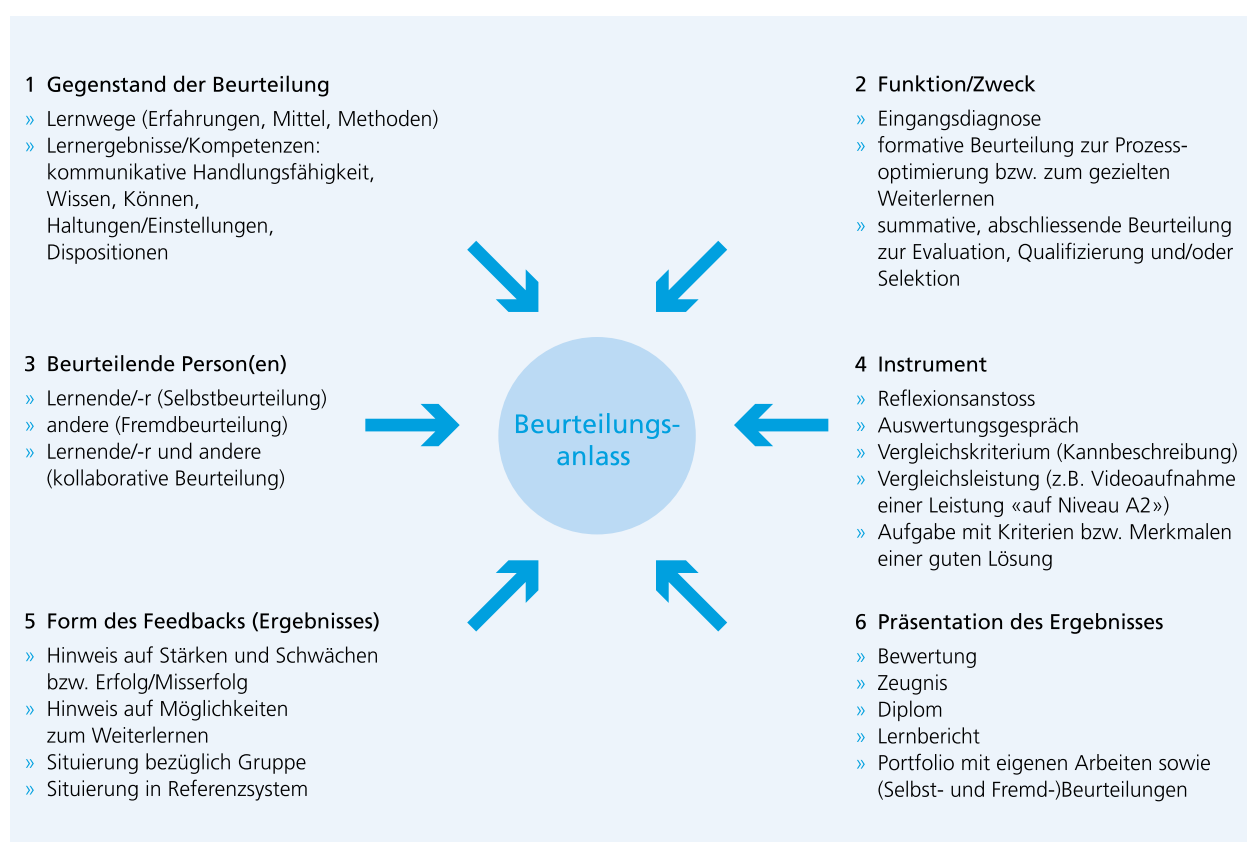 1 Gegenstand der Beurteilung
» Lernwege (Erfahrungen, Mittel, Methoden)
» Lernergebnisse/Kompetenzen:
kommunikative Handlungsfähigkeit,
Wissen, Können,
Haltungen/Einstellungen,
Dispositionen
2 Funktion/Zweck
» Eingangsdiagnose
» formative Beurteilung zur Prozess-
optimierung bzw. zum gezielten
Weiterlernen
» summative, abschliessende Beurteilung
zur Evaluation, Qualifizierung und/oder
Selektion
3 Beurteilende Person(en)
» Lernende/-r (Selbstbeurteilung)
» andere (Fremdbeurteilung)
» Lernende/-r und andere
(kollaborative Beurteilung)
Beurteilungs-
anlass
4 Instrument
» Reflexionsanstoss
» Auswertungsgespräch
» Vergleichskriterium (Kannbeschreibung)
» Vergleichsleistung (z.B. Videoaufnahme
einer Leistung «auf Niveau A2»)
» Aufgabe mit Kriterien bzw. Merkmalen
einer guten Lösung
5 Form des Feedbacks (Ergebnisses)
» Hinweis auf Stärken und Schwächen
bzw. Erfolg/Misserfolg
» Hinweis auf Möglichkeiten
zum Weiterlernen
» Situierung bezüglich Gruppe
» Situierung in Referenzsystem
6 Präsentation des Ergebnisses
» Bewertung
» Zeugnis
» Diplom
» Lernbericht
» Portfolio mit eigenen Arbeiten sowie
(Selbst- und Fremd-)Beurteilungen